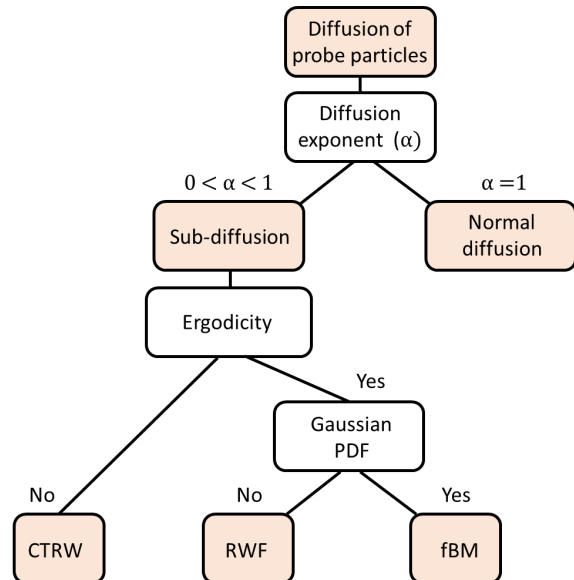 Diffusion of
probe particles
Diffusion
exponent (α)
0 < α < 1
α = 1
Sub-diffusion
Normal
diffusion
Ergodicity
Yes
Gaussian
PDF
No
No
Yes
CTRW
RWF
fBM